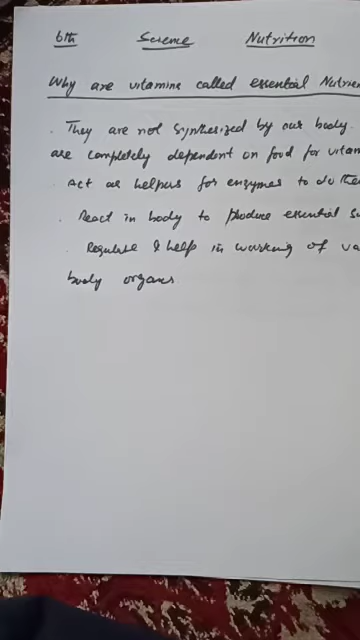 6th Science Nutrition
Why are vitamins called essential
. They are not synthesized by our body.
are completely dependent on food for
. Act as helpers for enzymes to do
. React in body to produce essential
. Regulate & help in working of
body organs.